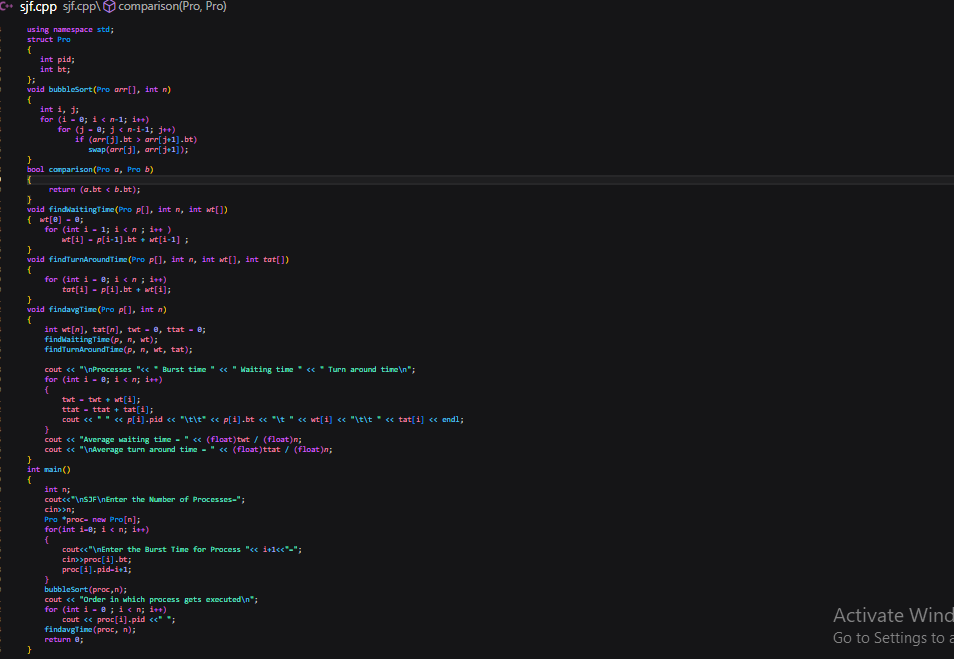 C++ sjf.cpp sjf.cpp\ comparison(Pro, Pro)
using namespace std;
struct Pro
{
int pid;
int bt;
};
void bubbleSort(Pro arr[], int n)
{
int i, j;
for (i = 0; i < n-1; i++)
for (j = 0; j < n-i-1; j++)
if (arr[j].bt > arr[j+1].bt)
swap(arr[j], arr[j+1]);
}
bool comparison(Pro a, Pro b)
{
return (a.bt < b.bt);
}
void findWaitingTime(Pro p[], int n, int wt[])
{ wt[0] = 0;
for (int i = 1; i < n ; i++ )
wt[i] = p[i-1].bt + wt[i-1] ;
}
void findTurnAroundTime(Pro p[], int n, int wt[], int tat[])
{
for (int i = 0; i < n ; i++)
tat[i] = p[i].bt + wt[i];
}
void findavgTime(Pro p[], int n)
{
int wt[n], tat[n], twt = 0, ttat = 0;
findWaitingTime(p, n, wt);
findTurnAroundTime(p, n, wt, tat);
cout << "\nProcesses "<< " Burst time " << " Waiting time " << " Turn around time\n";
for (int i = 0; i < n; i++)
{
twt = twt + wt[i];
ttat = ttat + tat[i];
cout << " " << p[i].pid << "\t\t" << p[i].bt << "\t " << wt[i] << "\t\t " << tat[i] << endl;
}
cout << "Average waiting time = " << (float)twt / (float)n;
cout << "\nAverage turn around time = " << (float)ttat / (float)n;
}
int main()
{
int n;
cout<<"\nSJF\nEnter the Number of Processes=";
cin>>n;
Pro *proc= new Pro[n];
for(int i=0; i < n; i++)
{
cout<<"\nEnter the Burst Time for Process "<< i+1<<"=";
cin>>proc[i].bt;
proc[i].pid=i+1;
}
bubbleSort(proc,n);
cout << "Order in which process gets executed\n";
for (int i = 0 ; i < n; i++)
cout << proc[i].pid <<" ";
findavgTime(proc, n);
return 0;
}
Activate Wind
Go to Settings to a